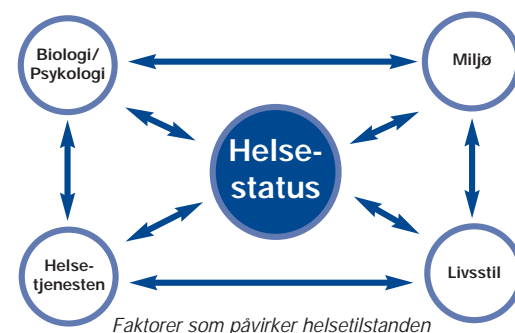 Biologi/
Psykologi
Miljø
Helse-
status
Helse-
tjenesten
Livsstil
Faktorer som påvirker helsetilstanden